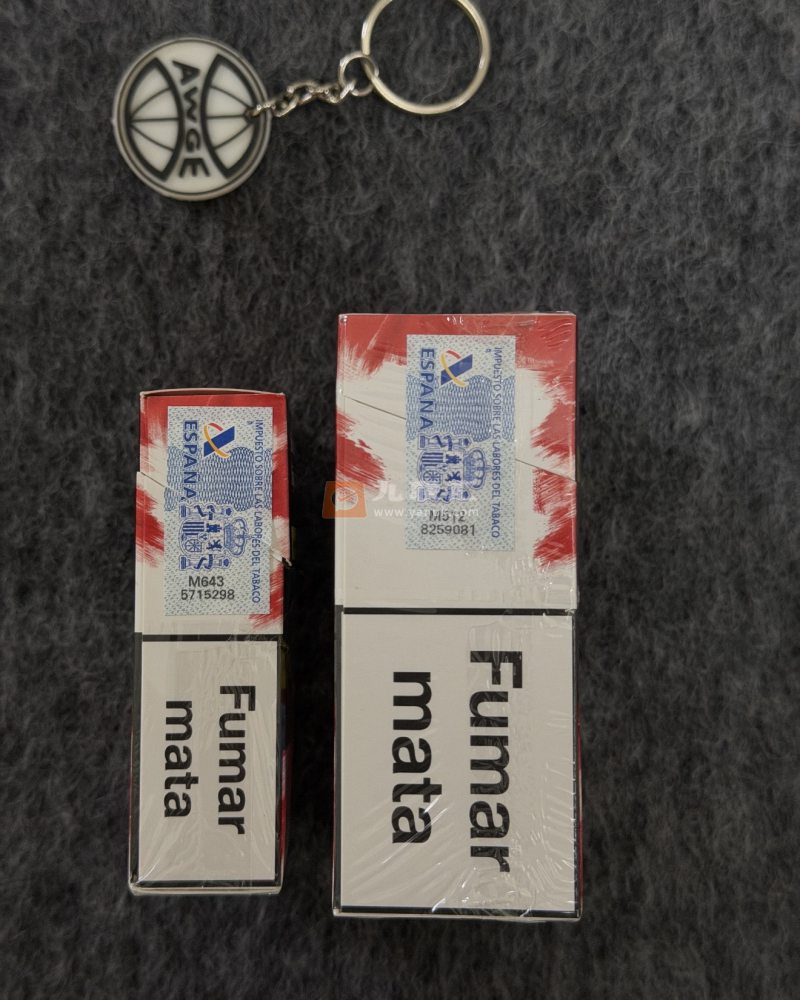 AWGE
IMPUESTO SOBRE LAS LABORES DEL TABACO
ESPAÑA
M643
5715298
Fumar
mata
IMPUESTO SOBRE LAS LABORES DEL TABACO
ESPAÑA
M512
8259081
Fumar
mata